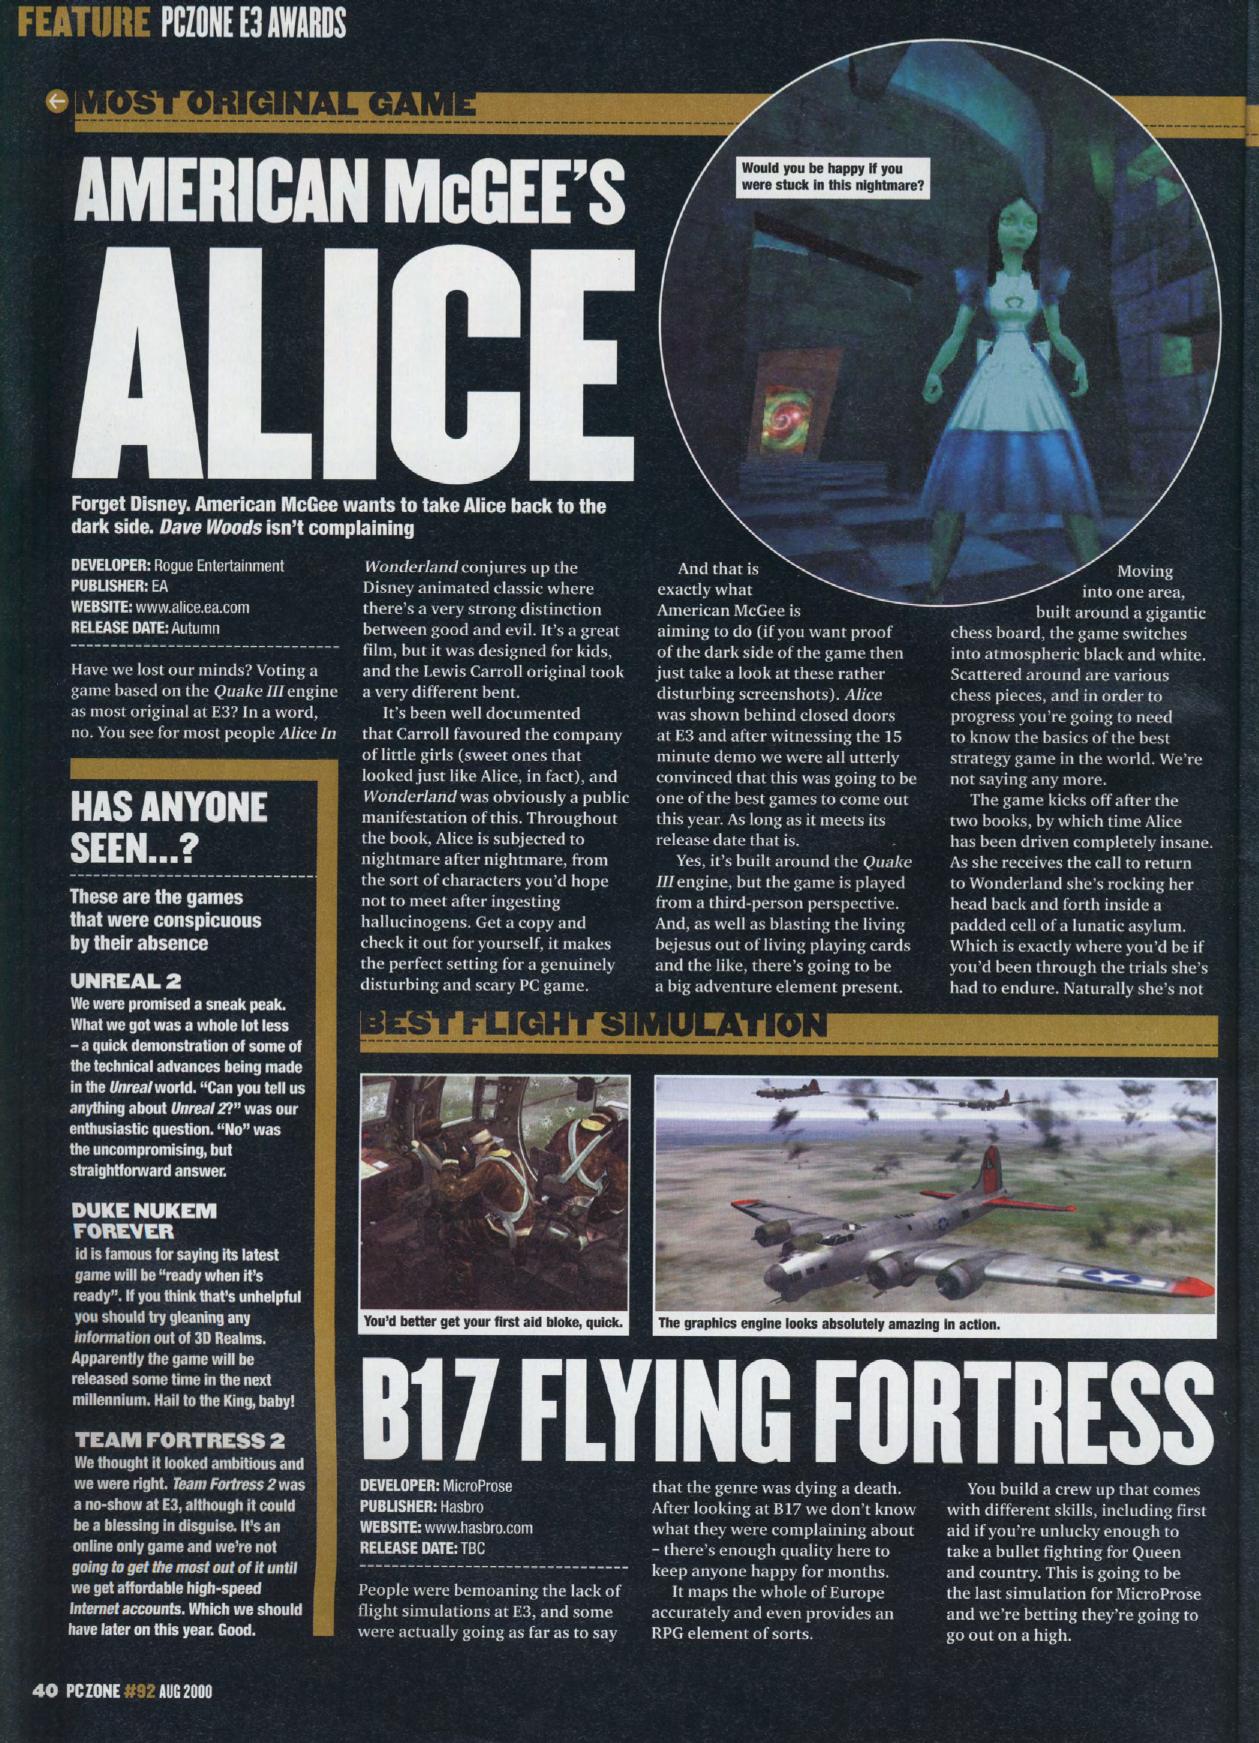 FEATURE PCZONE E3 AWARDS
MOST ORIGINAL GAME
AMERICAN McGEE'S
ALICE
Would you be happy if you
were stuck in this nightmare?
Forget Disney. American McGee wants to take Alice back to the
dark side. Dave Woods isn't complaining
DEVELOPER: Rogue Entertainment
PUBLISHER: EA
WEBSITE: www.alice.ea.com
RELEASE DATE: Autumn
Have we lost our minds? Voting a
game based on the Quake III engine
as most original at E3? In a word,
no. You see for most people Alice In
Wonderland conjures up the
Disney animated classic where
there's a very strong distinction
between good and evil. It's a great
film, but it was designed for kids,
and the Lewis Carroll original took
a very different bent.
It's been well documented
that Carroll favoured the company
of little girls (sweet ones that
looked just like Alice, in fact), and
Wonderland was obviously a public
manifestation of this. Throughout
the book, Alice is subjected to
nightmare after nightmare, from
the sort of characters you'd hope
not to meet after ingesting
hallucinogens. Get a copy and
check it out for yourself, it makes
the perfect setting for a genuinely
disturbing and scary PC game.
And that is
exactly what
American McGee is
aiming to do (if you want proof
of the dark side of the game then
just take a look at these rather
disturbing screenshots). Alice
was shown behind closed doors
at E3 and after witnessing the 15
minute demo we were all utterly
convinced that this was going to be
one of the best games to come out
this year. As long as it meets its
release date that is.
Yes, it's built around the Quake
III engine, but the game is played
from a third-person perspective.
And, as well as blasting the living
bejesus out of living playing cards
and the like, there's going to be
a big adventure element present.
Moving
into one area,
built around a gigantic
chess board, the game switches
into atmospheric black and white.
Scattered around are various
chess pieces, and in order to
progress you're going to need
to know the basics of the best
strategy game in the world. We're
not saying any more.
The game kicks off after the
two books, by which time Alice
has been driven completely insane.
As she receives the call to return
to Wonderland she's rocking her
head back and forth inside a
padded cell of a lunatic asylum.
Which is exactly where you'd be if
you'd been through the trials she's
had to endure. Naturally she's not
HAS ANYONE
SEEN...?
These are the games
that were conspicuous
by their absence
UNREAL 2
We were promised a sneak peak.
What we got was a whole lot less
– a quick demonstration of some of
the technical advances being made
in the Unreal world. "Can you tell us
anything about Unreal 2?" was our
enthusiastic question. "No" was
the uncompromising, but
straightforward answer.
DUKE NUKEM
FOREVER
id is famous for saying its latest
game will be "ready when it's
ready". If you think that's unhelpful
you should try gleaning any
information out of 3D Realms.
Apparently the game will be
released some time in the next
millennium. Hail to the King, baby!
TEAM FORTRESS 2
We thought it looked ambitious and
we were right. Team Fortress 2 was
a no-show at E3, although it could
be a blessing in disguise. It's an
online only game and we're not
going to get the most out of it until
we get affordable high-speed
Internet accounts. Which we should
have later on this year. Good.
BEST FLIGHT SIMULATION
You'd better get your first aid bloke, quick.
The graphics engine looks absolutely amazing in action.
B17 FLYING FORTRESS
DEVELOPER: MicroProse
PUBLISHER: Hasbro
WEBSITE: www.hasbro.com
RELEASE DATE: TBC
People were bemoaning the lack of
flight simulations at E3, and some
were actually going as far as to say
that the genre was dying a death.
After looking at B17 we don't know
what they were complaining about
– there's enough quality here to
keep anyone happy for months.
It maps the whole of Europe
accurately and even provides an
RPG element of sorts.
You build a crew up that comes
with different skills, including first
aid if you're unlucky enough to
take a bullet fighting for Queen
and country. This is going to be
the last simulation for MicroProse
and we're betting they're going to
go out on a high.
40 PCZONE #92 AUG 2000